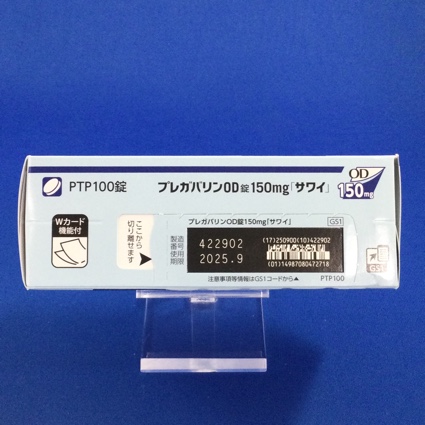 PTP100錠
プレガバリンOD錠150mg「サワイ」
OD
150mg
Wカード
機能付
ここから
切り離せます
プレガバリンOD錠150mg「サワイ」
GS1
製造
番号
使用
期限
422902
2025.9
(17)250900(10)422902
(01)14987080472718
注意事項等情報はGS1コードから▲
PTP100
GS1